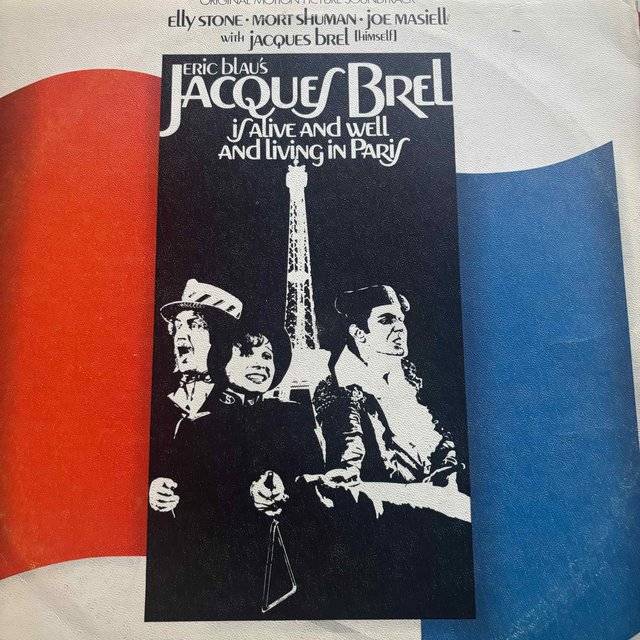 ORIGINAL MOTION PICTURE SOUNDTRACK
elly STONE • MORT SHUMAN • JOE MASIELL
with JACQUES BREL [himself]
ERIC blAU's
JACQUES BREL
is ALIVE AND WELL
AND LIVING IN PARIS